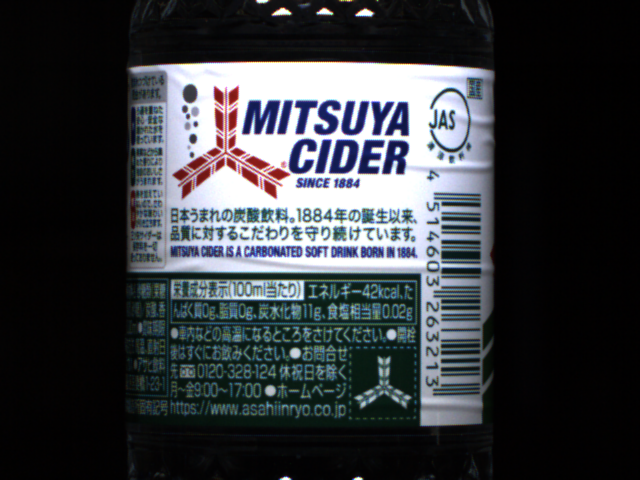 MITSUYA
CIDER
SINCE 1884
JAS
日本うまれの炭酸飲料。1884年の誕生以来、
品質に対するこだわりを守り続けています。
MITSUYA CIDER IS A CARBONATED SOFT DRINK BORN IN 1884.
4 514603 263213
栄養成分表示(100ml当たり) エネルギー42kcal、た
んぱく質0g、脂質0g、炭水化物11g、食塩相当量0.02g
●車内などの高温になるところをさけてください。●開栓
後はすぐにお飲みください。●お問合せ
先 0120-328-124 休祝日を除く
月〜金9:00〜17:00 ●ホームページ
https://www.asahiinryo.co.jp